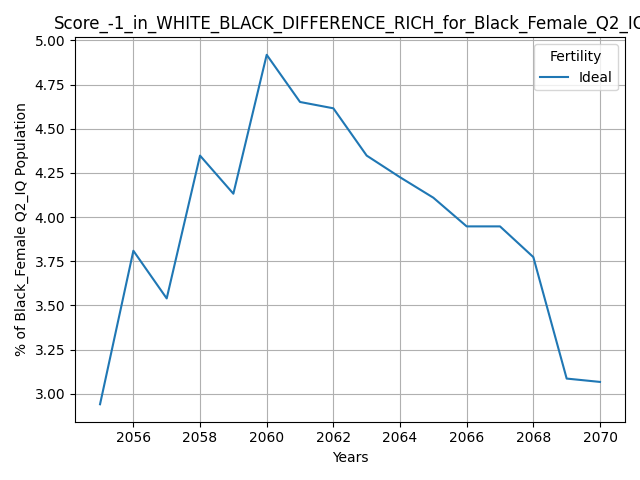 Score_-1_in_WHITE_BLACK_DIFFERENCE_RICH_for_Black_Female_Q2_IQ
5.00
4.75
4.50
4.25
4.00
3.75
3.50
3.25
3.00
% of Black_Female Q2_IQ Population
Fertility
Ideal
2056 2058 2060 2062 2064 2066 2068 2070
Years